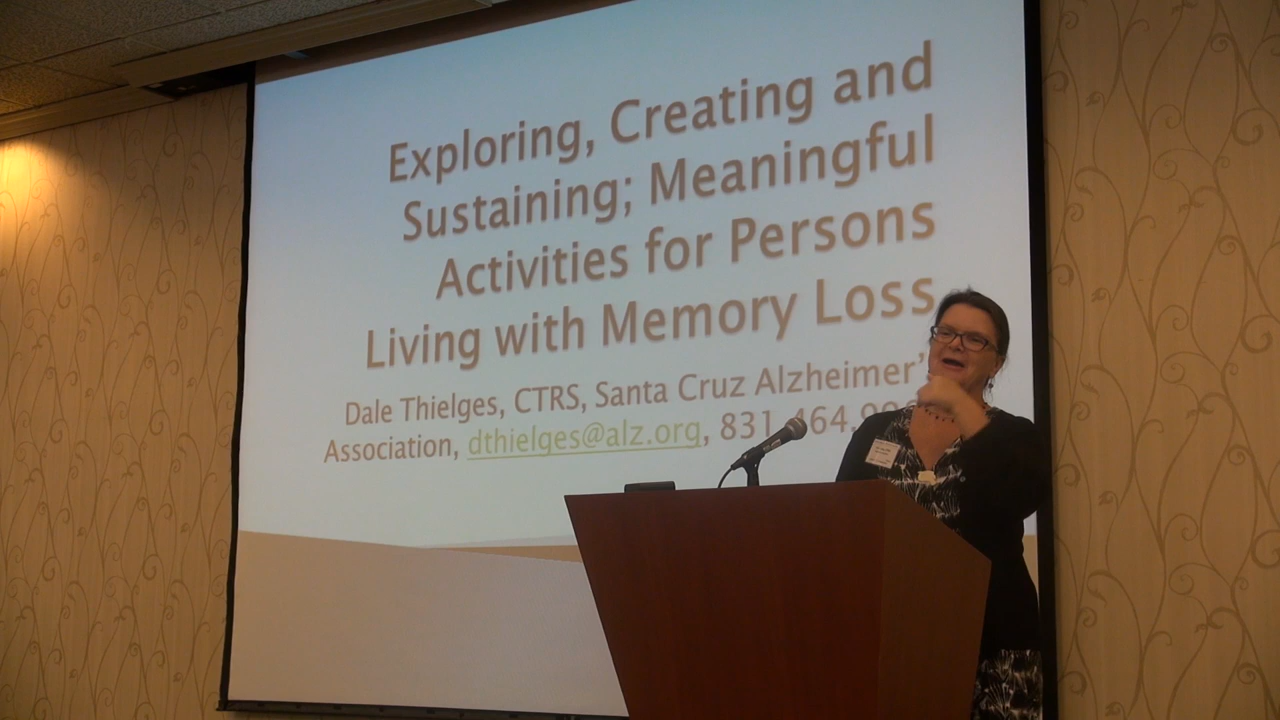 Exploring, Creating and
Sustaining; Meaningful
Activities for Persons
Living with Memory Loss
Dale Thielges, CTRS, Santa Cruz Alzheimer's
Association, dthielges@alz.org, 831.464.